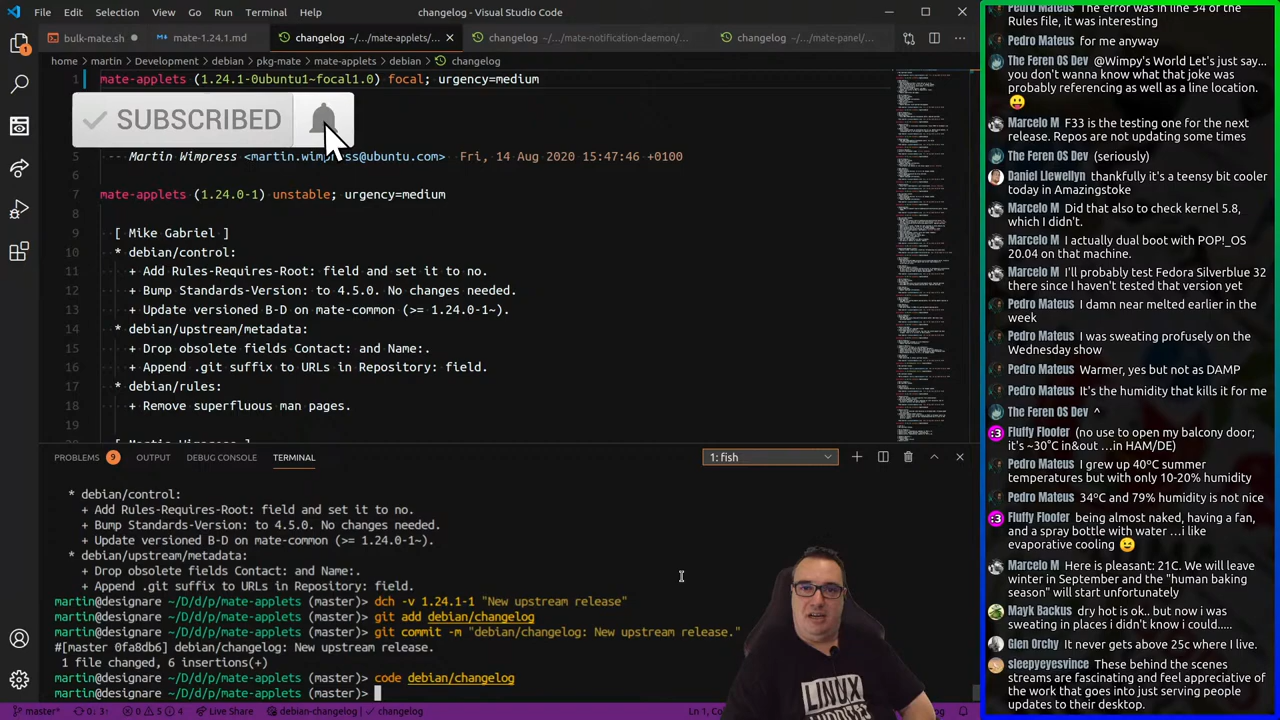 File Edit Selection View Go Run Terminal Help
changelog - Visual Studio Code
bulk-mate.sh
mate-1.24.1.md
changelog ~/.../mate-applets/...
changelog ~/.../mate-notification-daemon/...
changelog ~/.../mate-panel/...
home › martin › Development › debian › pkg-mate › mate-applets › debian › changelog
1 mate-applets (1.24.1-0ubuntu1~focal1.0) focal; urgency=medium
SUBSCRIBED
5 -- Martin Wimpress <martin.wimpress@ubuntu.com> Fri, 14 Aug 2020 15:47:46 +0100
6
7 mate-applets (1.24.0-1) unstable; urgency=medium
8
9 [ Mike Gabriel ]
10 * debian/control:
11 + Add Rules-Requires-Root: field and set it to no.
12 + Bump Standards-Version: to 4.5.0. No changes needed.
13 + Update versioned B-D on mate-common (>= 1.24.0-1~).
14 * debian/upstream/metadata:
15 + Drop obsolete fields Contact: and Name:.
16 + Append .git suffix to URLs in Repository: field.
17 * debian/rules:
18 + Remove superfluous man pages.
PROBLEMS 9 OUTPUT DEBUG CONSOLE TERMINAL
1: fish
* debian/control:
+ Add Rules-Requires-Root: field and set it to no.
+ Bump Standards-Version: to 4.5.0. No changes needed.
+ Update versioned B-D on mate-common (>= 1.24.0-1~).
* debian/upstream/metadata:
+ Drop obsolete fields Contact: and Name:.
+ Append .git suffix to URLs in Repository: field.
martin@designare ~/D/d/p/mate-applets (master)> dch -v 1.24.1-1 "New upstream release"
martin@designare ~/D/d/p/mate-applets (master)> git add debian/changelog
martin@designare ~/D/d/p/mate-applets (master)> git commit -m "debian/changelog: New upstream release."
#[master 0fa8db6] debian/changelog: New upstream release.
1 file changed, 6 insertions(+)
martin@designare ~/D/d/p/mate-applets (master)> code debian/changelog
martin@designare ~/D/d/p/mate-applets (master)>
master* 0↓ 3↑ 0 5 4 Live Share debian-changelog changelog
Ln 1,
LINUX
Pedro Mateus The error was in line 34 of the
Rules file, it was interesting
Pedro Mateus for me anyway
The Feren OS Dev @Wimpy's World Let's just say...
you don't wanna know what that joke was
probably referencing as well as a line location.
😛
Marcelo M F33 is the testing one for the next
release. Repos are not updating some times
The Feren OS Dev (seriously)
Daniel Llewellyn thankfully it's a teensy bit cooler
today in Amazingstoke
Marcelo M Did that also to check kernel 5.8,
which I didn't.
Marcelo M I actually dual boot with POP!_OS
20.04 on that machine.
Marcelo M I'll probably test Fedora Silverblue 32
there since I haven't tested that version yet
Pedro Mateus I damn near melted earlier in the
week
Pedro Mateus I was sweating profusely on the
Wednesday show
Pedro Mateus Warmer, yes but not as DAMP
Pedro Mateus It's the humidity that kills it for me
The Feren OS Dev ^
Fluffy Floofer (no use to open my balcony door;
it's ~30°C in&out …in HAM/DE)
Pedro Mateus I grew up 40ºC summer
temperatures but with only 10-20% humidity
Pedro Mateus 34ºC and 79% humidity is not nice
Fluffy Floofer being almost naked, having a fan,
and a spray bottle with water …i like
evaporative cooling 😉
Marcelo M Here is pleasant: 21C. We will leave
winter in September and the "human baking
season" will start unfortunately
Mayk Backus dry hot is ok.. but now i was
sweating in places i didn't know i could.....
Glen Orchy It never gets above 25c where I live.
sleepyeyesvince These behind the scenes
streams are fascinating and feel appreciative of
the work that goes into just serving people
updates to their desktop.